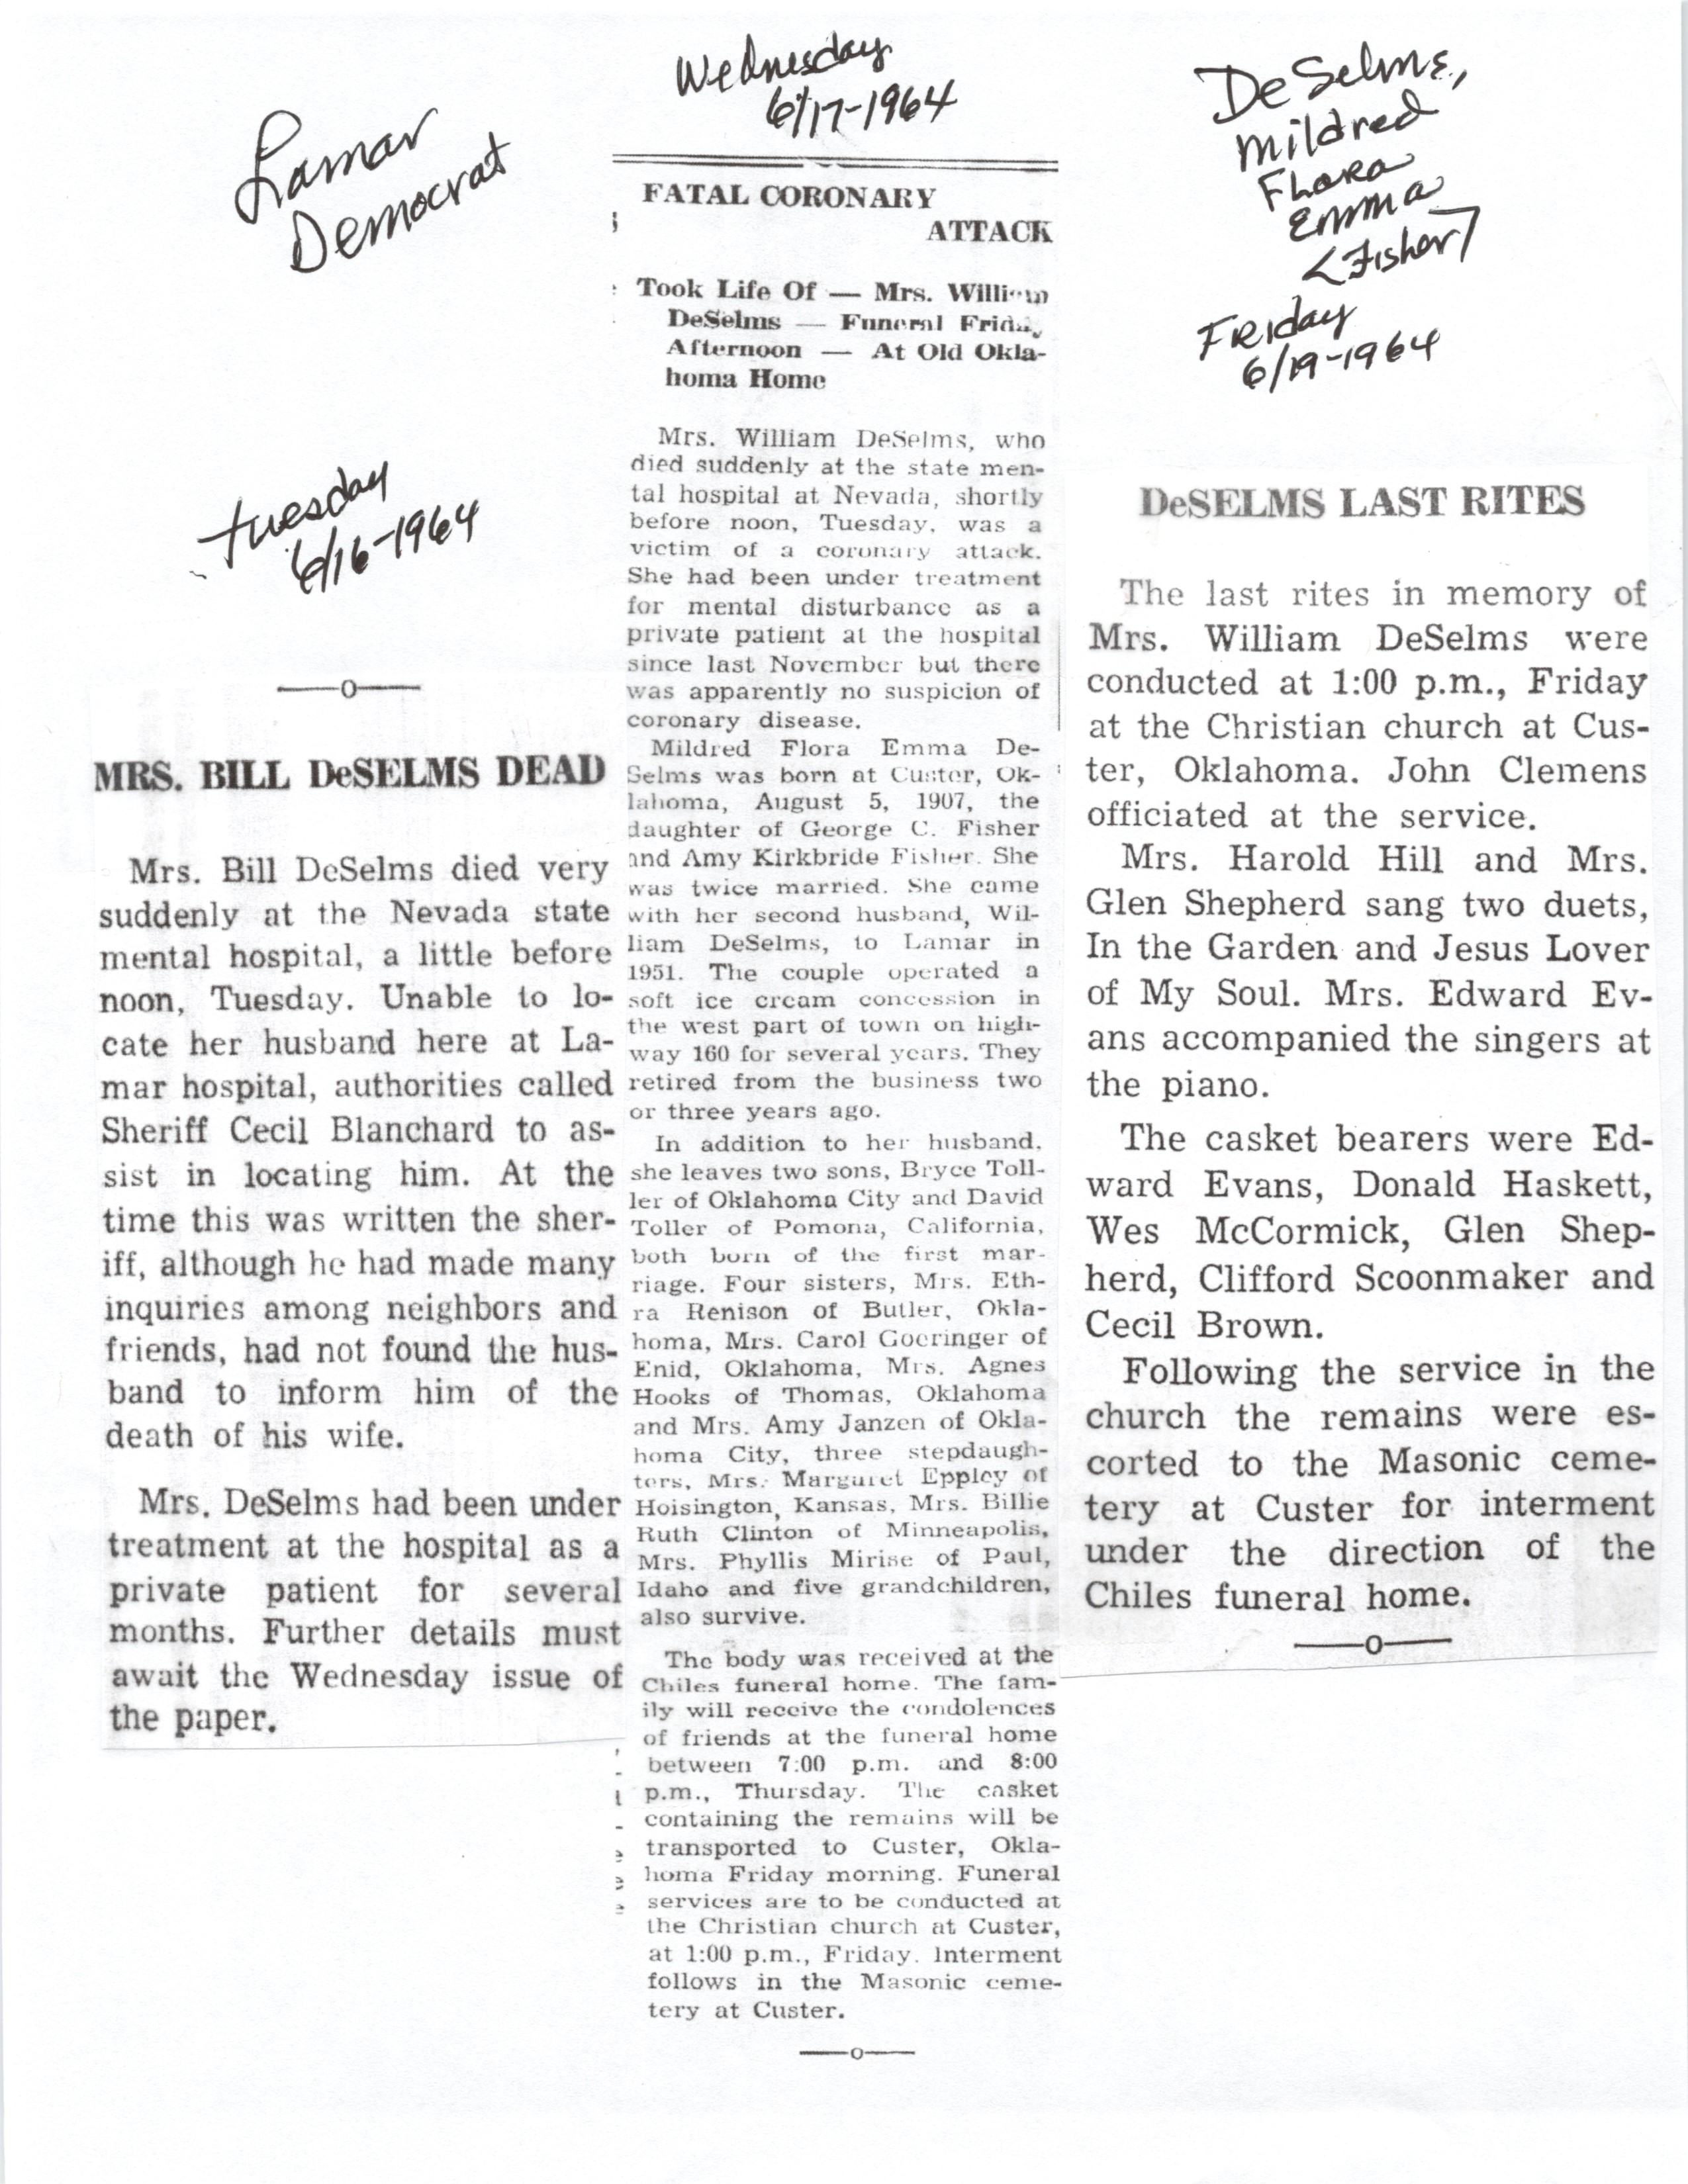 Lamar
Democrat
Tuesday
6/16-1964
—o—
MRS. BILL DeSELMS DEAD
Mrs. Bill DeSelms died very
suddenly at the Nevada state
mental hospital, a little before
noon, Tuesday. Unable to lo-
cate her husband here at La-
mar hospital, authorities called
Sheriff Cecil Blanchard to as-
sist in locating him. At the
time this was written the sher-
iff, although he had made many
inquiries among neighbors and
friends, had not found the hus-
band to inform him of the
death of his wife.
Mrs. DeSelms had been under
treatment at the hospital as a
private patient for several
months. Further details must
await the Wednesday issue of
the paper.
Wednesday
6/17-1964
FATAL CORONARY
ATTACK
Took Life Of — Mrs. William
DeSelms — Funeral Friday
Afternoon — At Old Okla-
homa Home
Mrs. William DeSelms, who
died suddenly at the state men-
tal hospital at Nevada, shortly
before noon, Tuesday, was a
victim of a coronary attack.
She had been under treatment
for mental disturbance as a
private patient at the hospital
since last November but there
was apparently no suspicion of
coronary disease.
Mildred Flora Emma De-
Selms was born at Custer, Ok-
lahoma, August 5, 1907, the
daughter of George C. Fisher
and Amy Kirkbride Fisher. She
was twice married. She came
with her second husband, Wil-
liam DeSelms, to Lamar in
1951. The couple operated a
soft ice cream concession in
the west part of town on high-
way 160 for several years. They
retired from the business two
or three years ago.
In addition to her husband,
she leaves two sons, Bryce Toll-
ler of Oklahoma City and David
Toller of Pomona, California,
both born of the first mar-
riage. Four sisters, Mrs. Eth-
ra Renison of Butler, Okla-
homa, Mrs. Carol Goeringer of
Enid, Oklahoma, Mrs. Agnes
Hooks of Thomas, Oklahoma
and Mrs. Amy Janzen of Okla-
homa City, three stepdaugh-
ters, Mrs. Margaret Eppley of
Hoisington, Kansas, Mrs. Billie
Ruth Clinton of Minneapolis,
Mrs. Phyllis Mirise of Paul,
Idaho and five grandchildren,
also survive.
The body was received at the
Chiles funeral home. The fam-
ily will receive the condolences
of friends at the funeral home
between 7:00 p.m. and 8:00
p.m., Thursday. The casket
containing the remains will be
transported to Custer, Okla-
homa Friday morning. Funeral
services are to be conducted at
the Christian church at Custer,
at 1:00 p.m., Friday. Interment
follows in the Masonic ceme-
tery at Custer.
—o—
DeSelms,
Mildred
Flora
Emma
<Fisher>
Friday
6/19-1964
DeSELMS LAST RITES
The last rites in memory of
Mrs. William DeSelms were
conducted at 1:00 p.m., Friday
at the Christian church at Cus-
ter, Oklahoma. John Clemens
officiated at the service.
Mrs. Harold Hill and Mrs.
Glen Shepherd sang two duets,
In the Garden and Jesus Lover
of My Soul. Mrs. Edward Ev-
ans accompanied the singers at
the piano.
The casket bearers were Ed-
ward Evans, Donald Haskett,
Wes McCormick, Glen Shep-
herd, Clifford Scoonmaker and
Cecil Brown.
Following the service in the
church the remains were es-
corted to the Masonic ceme-
tery at Custer for interment
under the direction of the
Chiles funeral home.
—o—